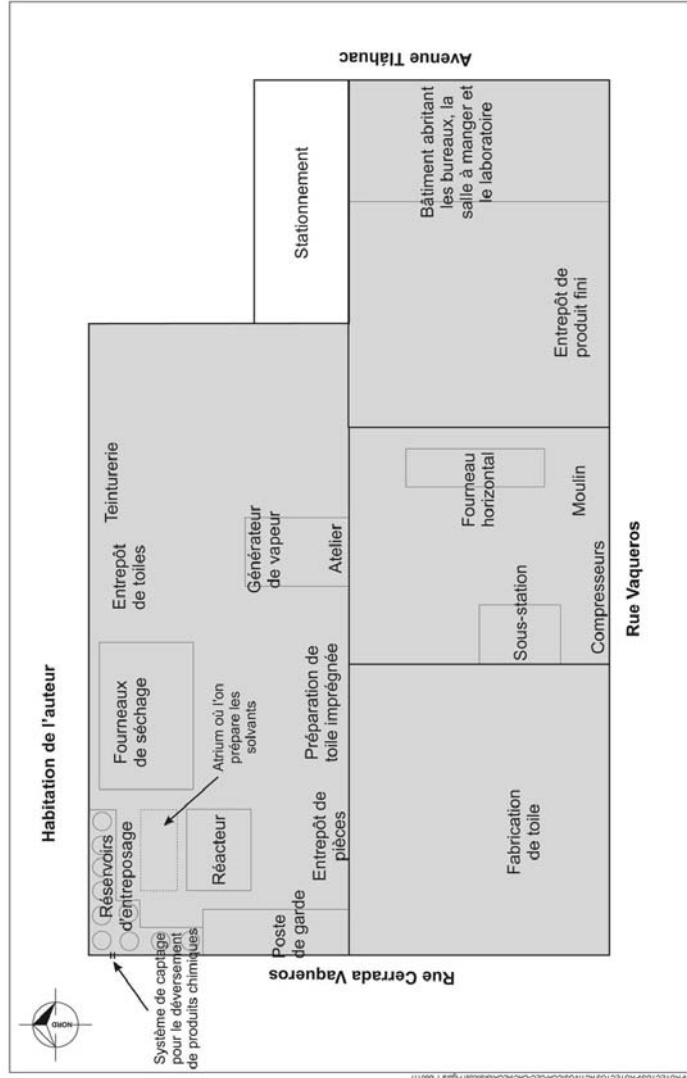 Habitation de l'auteur
NORD
Système de captage
pour le déversement
de produits chimiques
Réservoirs
d'entreposage
Fourneaux
de séchage
Entrepôt
de toiles
Teinturerie
Réacteur
Atrium où l'on
prépare les
solvants
Générateur
de vapeur
Atelier
Stationnement
Poste
de garde
Entrepôt de
pièces
Préparation de
toile imprégnée
Rue Cerrada Vaqueros
Avenue Tláhuac
Fabrication
de toile
Sous-station
Compresseurs
Fourneau
horizontal
Moulin
Entrepôt de
produit fini
Bâtiment abritant
les bureaux, la
salle à manger et
le laboratoire
Rue Vaqueros